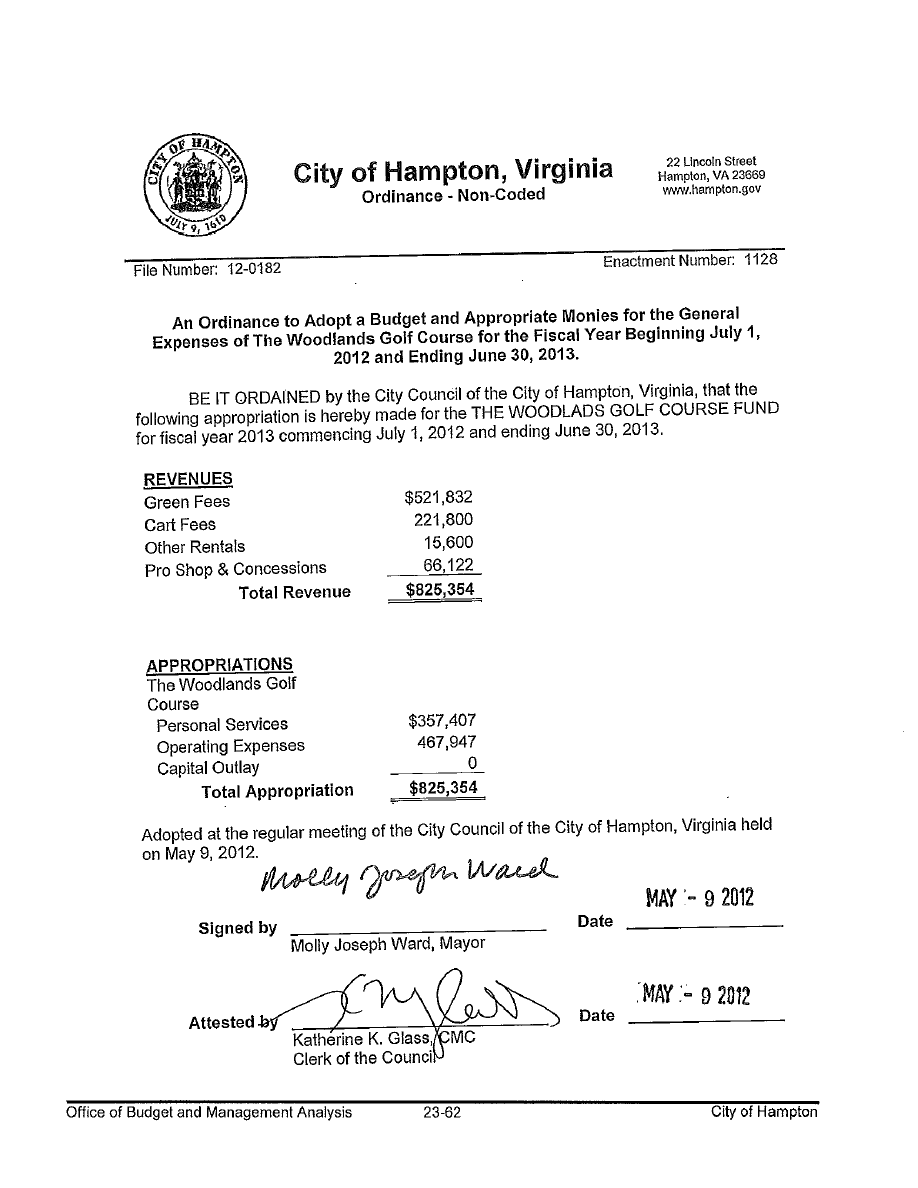 CITY OF HAMPTON
JULY 9, 1610
City of Hampton, Virginia
Ordinance - Non-Coded
22 Lincoln Street
Hampton, VA 23669
www.hampton.gov
File Number: 12-0182
Enactment Number: 1128
An Ordinance to Adopt a Budget and Appropriate Monies for the General
Expenses of The Woodlands Golf Course for the Fiscal Year Beginning July 1,
2012 and Ending June 30, 2013.
BE IT ORDAINED by the City Council of the City of Hampton, Virginia, that the
following appropriation is hereby made for the THE WOODLADS GOLF COURSE FUND
for fiscal year 2013 commencing July 1, 2012 and ending June 30, 2013.
REVENUES
Green Fees $521,832
Cart Fees 221,800
Other Rentals 15,600
Pro Shop & Concessions 66,122
Total Revenue $825,354
APPROPRIATIONS
The Woodlands Golf
Course
Personal Services $357,407
Operating Expenses 467,947
Capital Outlay 0
Total Appropriation $825,354
Adopted at the regular meeting of the City Council of the City of Hampton, Virginia held
on May 9, 2012.
Molly Joseph Ward
MAY - 9 2012
Signed by
Date
Molly Joseph Ward, Mayor
MAY - 9 2012
Attested by
Date
Katherine K. Glass, CMC
Clerk of the Council
Office of Budget and Management Analysis 23-62 City of Hampton